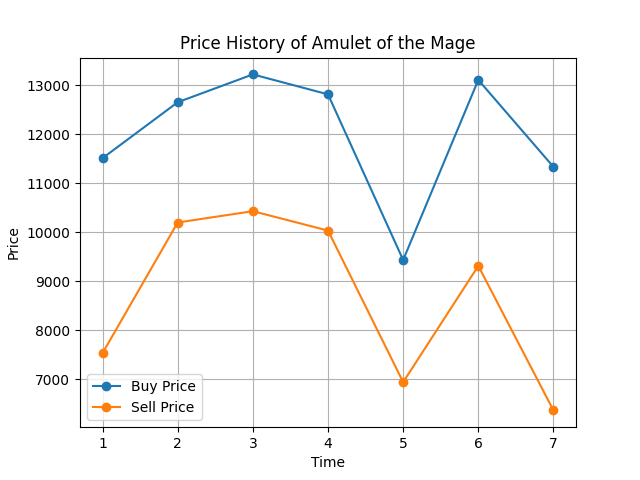 Price History of Amulet of the Mage
Price
13000
12000
11000
10000
9000
8000
7000
Buy Price
Sell Price
1 2 3 4 5 6 7
Time